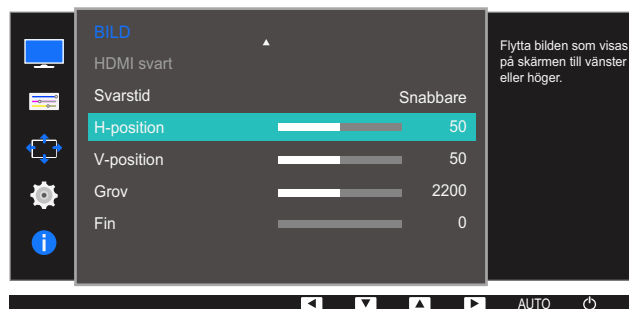 BILD
HDMI svart
Svarstid Snabbare
H-position 50
V-position 50
Grov 2200
Fin 0
Flytta bilden som visas
på skärmen till vänster
eller höger.
AUTO